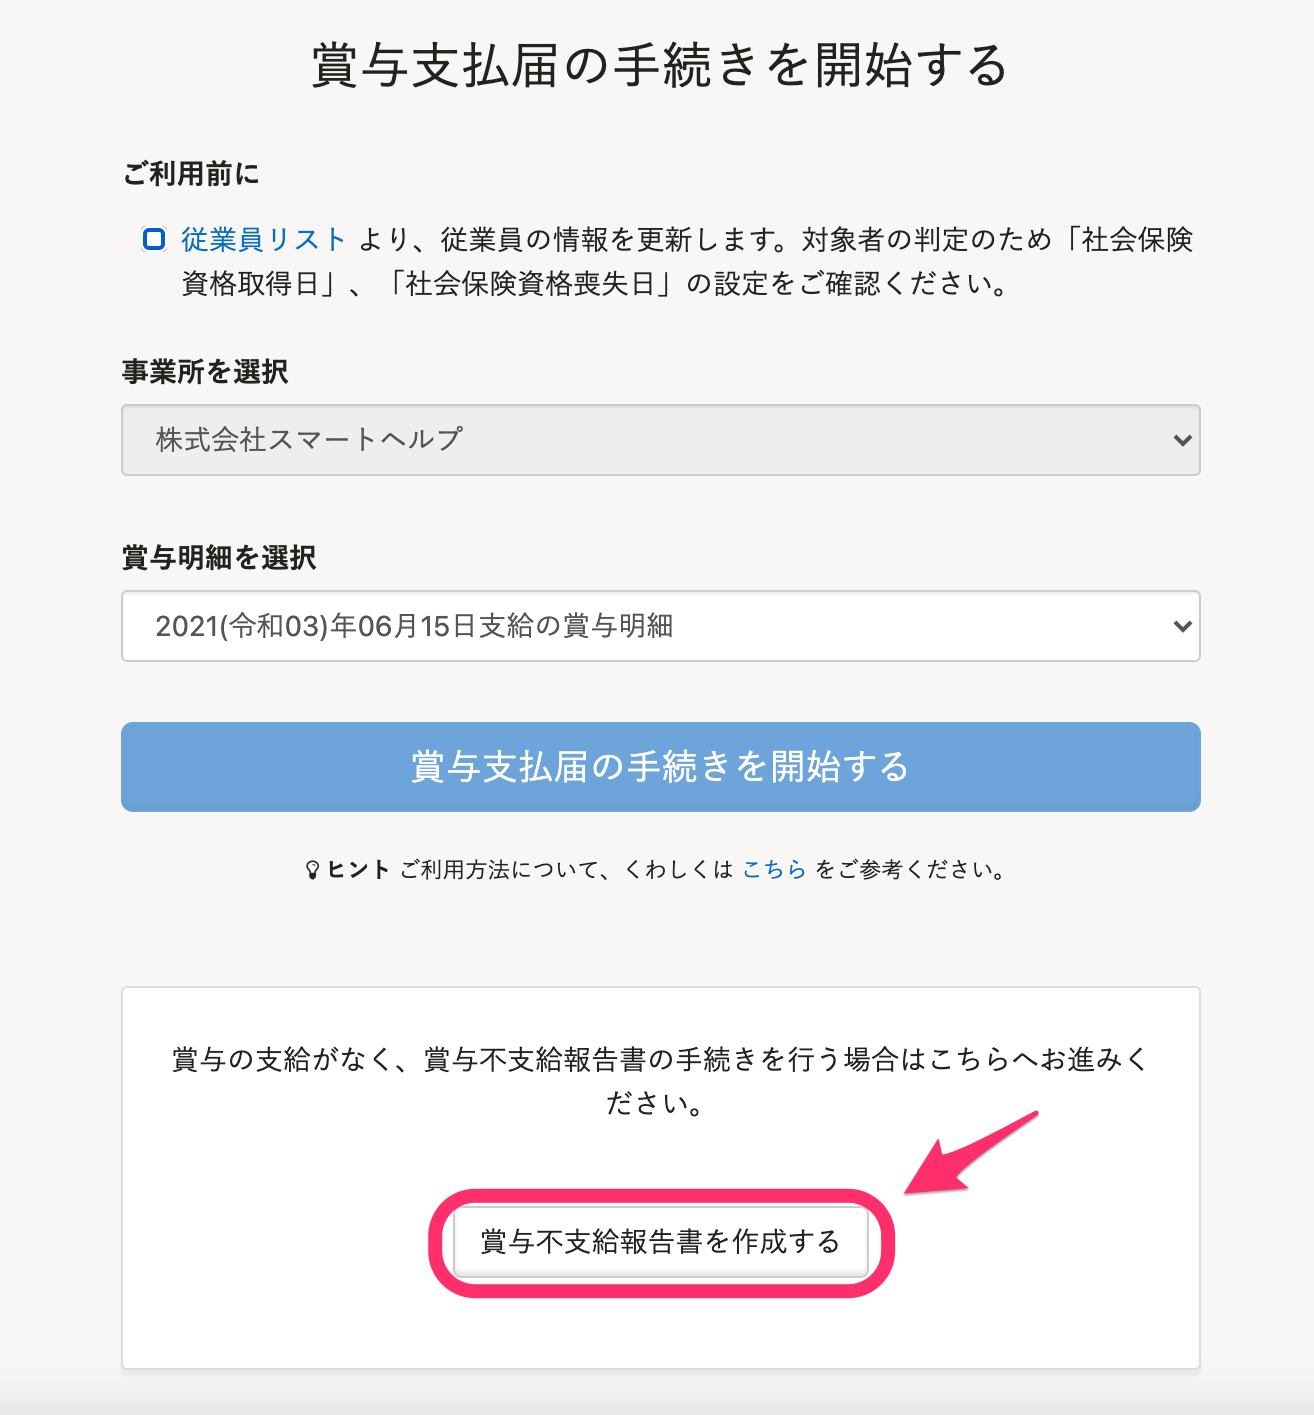 賞与支払届の手続きを開始する
ご利用前に
従業員リスト より、従業員の情報を更新します。対象者の判定のため「社会保険
資格取得日」、「社会保険資格喪失日」の設定をご確認ください。
事業所を選択
株式会社スマートヘルプ
賞与明細を選択
2021(令和03)年06月15日支給の賞与明細
賞与支払届の手続きを開始する
ヒント ご利用方法について、くわしくは こちら をご参考ください。
賞与の支給がなく、賞与不支給報告書の手続きを行う場合はこちらへお進みく
ださい。
賞与不支給報告書を作成する